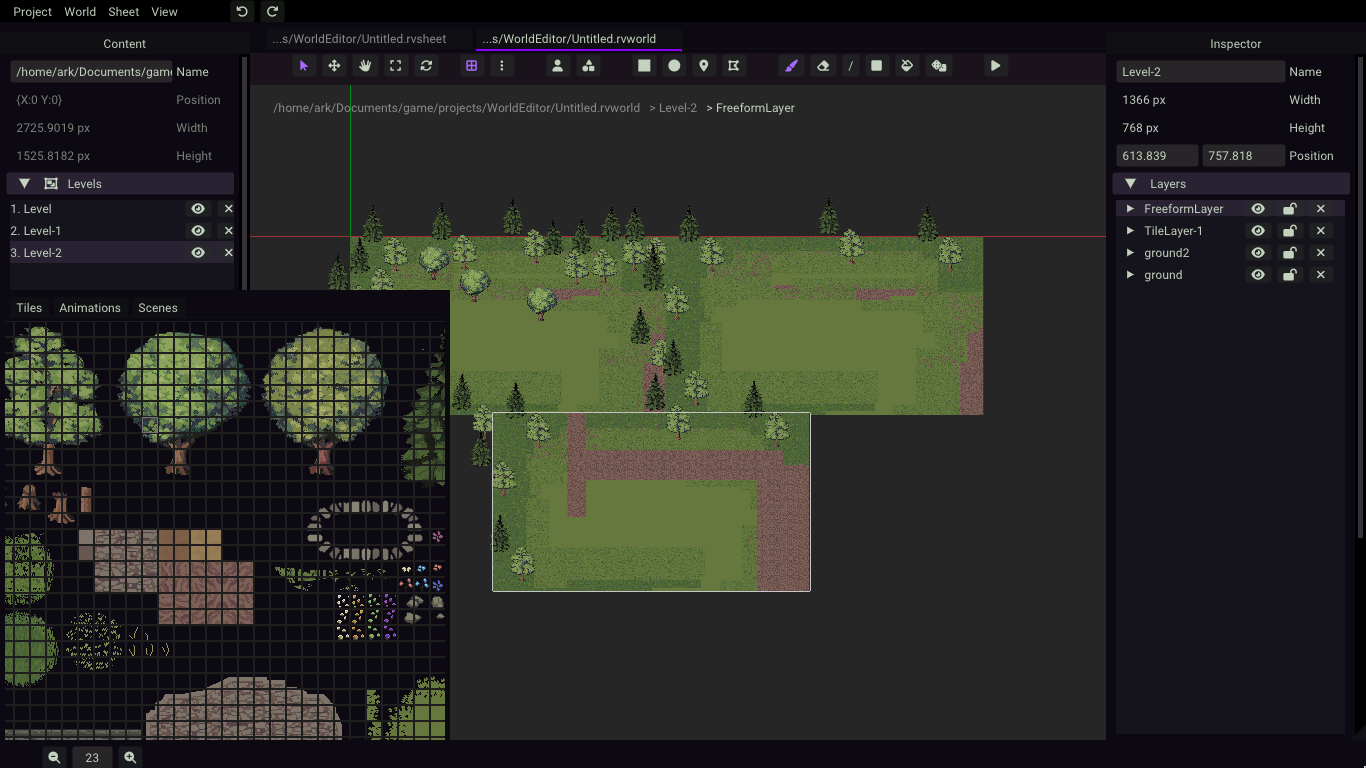 Project World Sheet View
Content
...s/WorldEditor/Untitled.rvsheet
...s/WorldEditor/Untitled.rvworld
Inspector
/home/ark/Documents/game Name
{X:0 Y:0} Position
2725.9019 px Width
1525.8182 px Height
Levels
1. Level
2. Level-1
3. Level-2
/home/ark/Documents/game/projects/WorldEditor/Untitled.rvworld > Level-2 > FreeformLayer
Level-2 Name
1366 px Width
768 px Height
613.839 757.818 Position
Layers
FreeformLayer
TileLayer-1
ground2
ground
Tiles Animations Scenes
23